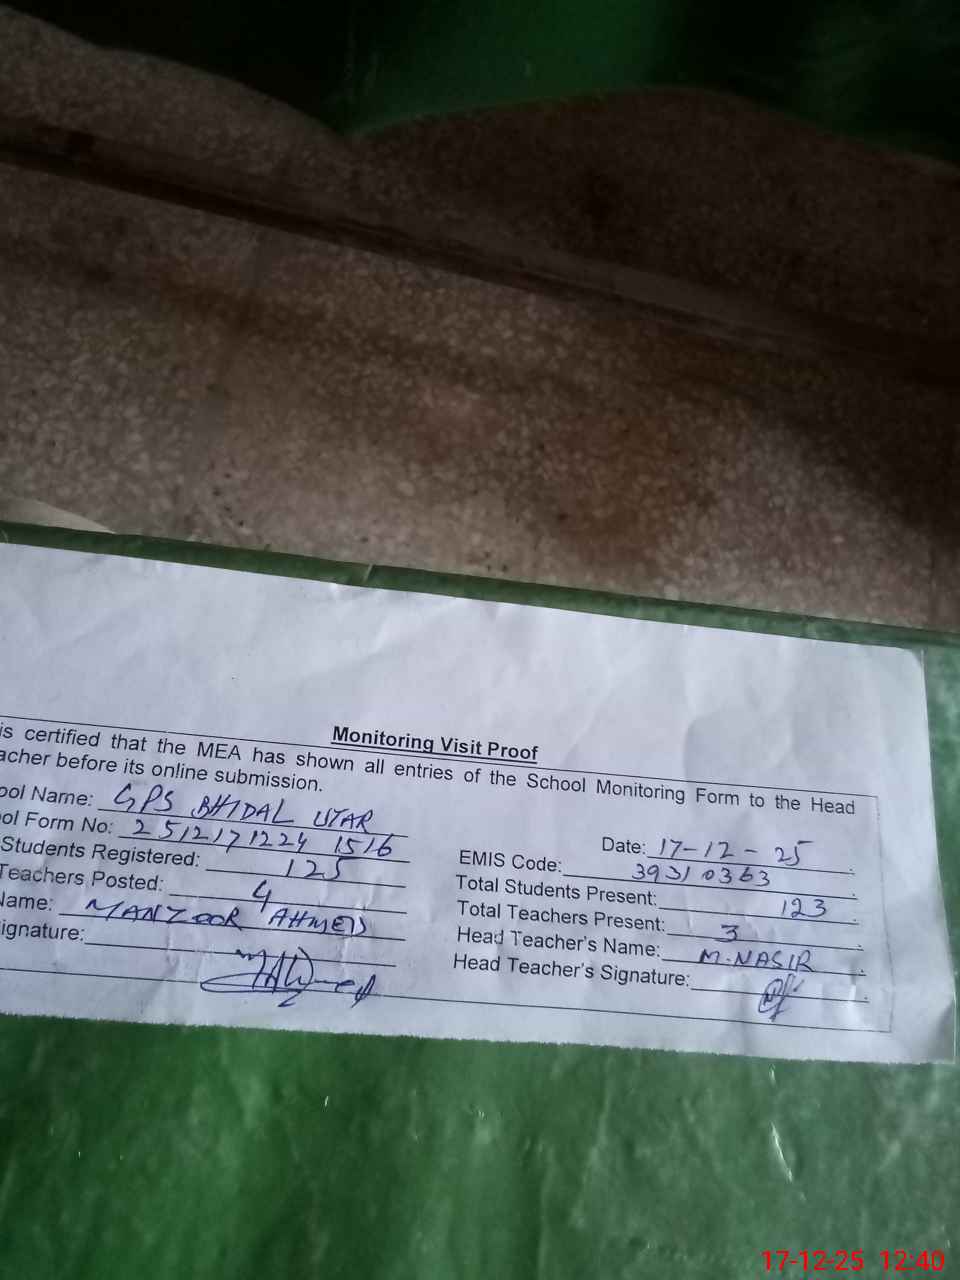 Monitoring Visit Proof
is certified that the MEA has shown all entries of the School Monitoring Form to the Head
acher before its online submission.
ool Name: GPS BHIDAL
Date: 17-12-25
ol Form No: 2512171224 1516
EMIS Code: 39310363
Students Registered: 125
Total Students Present: 123
Teachers Posted: 4
Total Teachers Present: 3
Name: MANZOOR AHMED
Head Teacher's Name: M.NASIR
ignature:
Head Teacher's Signature:
17-12-25 12:40